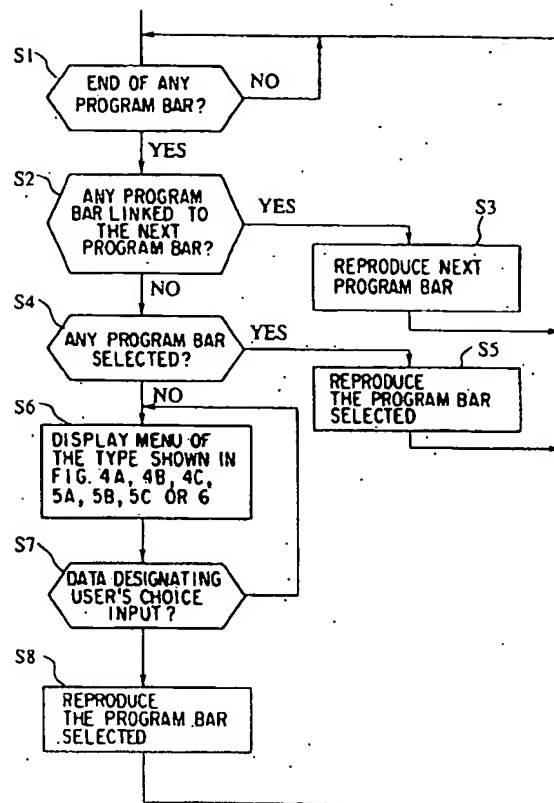 S1
END OF ANY
PROGRAM BAR?
NO
YES
S2
ANY PROGRAM
BAR LINKED TO
THE NEXT
PROGRAM BAR?
YES
S3
REPRODUCE NEXT
PROGRAM BAR
NO
S4
ANY PROGRAM BAR
SELECTED?
YES
S5
REPRODUCE
THE PROGRAM BAR
SELECTED
NO
S6
DISPLAY MENU OF
THE TYPE SHOWN IN
FIG. 4A, 4B, 4C,
5A, 5B, 5C OR 6
S7
DATA DESIGNATING
USER'S CHOICE
INPUT?
S8
REPRODUCE
THE PROGRAM BAR
SELECTED